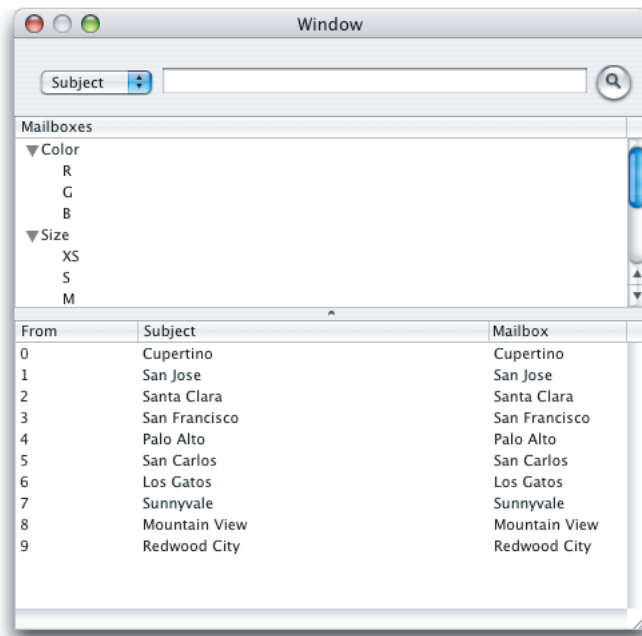 Window
Subject
Mailboxes
Color
R
G
B
Size
XS
S
M
From Subject Mailbox
0 Cupertino Cupertino
1 San Jose San Jose
2 Santa Clara Santa Clara
3 San Francisco San Francisco
4 Palo Alto Palo Alto
5 San Carlos San Carlos
6 Los Gatos Los Gatos
7 Sunnyvale Sunnyvale
8 Mountain View Mountain View
9 Redwood City Redwood City